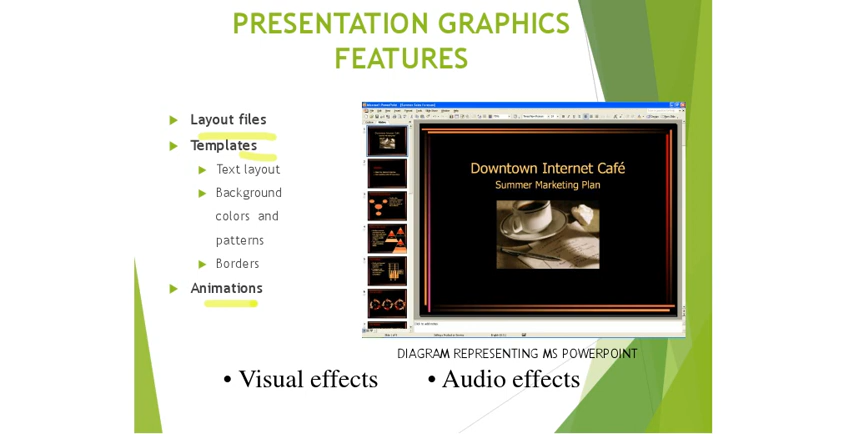 PRESENTATION GRAPHICS
FEATURES
Layout files
Templates
Text layout
Background
colors and
patterns
Borders
Animations
Downtown Internet Café
Summer Marketing Plan
DIAGRAM REPRESENTING MS POWERPOINT
• Visual effects
• Audio effects